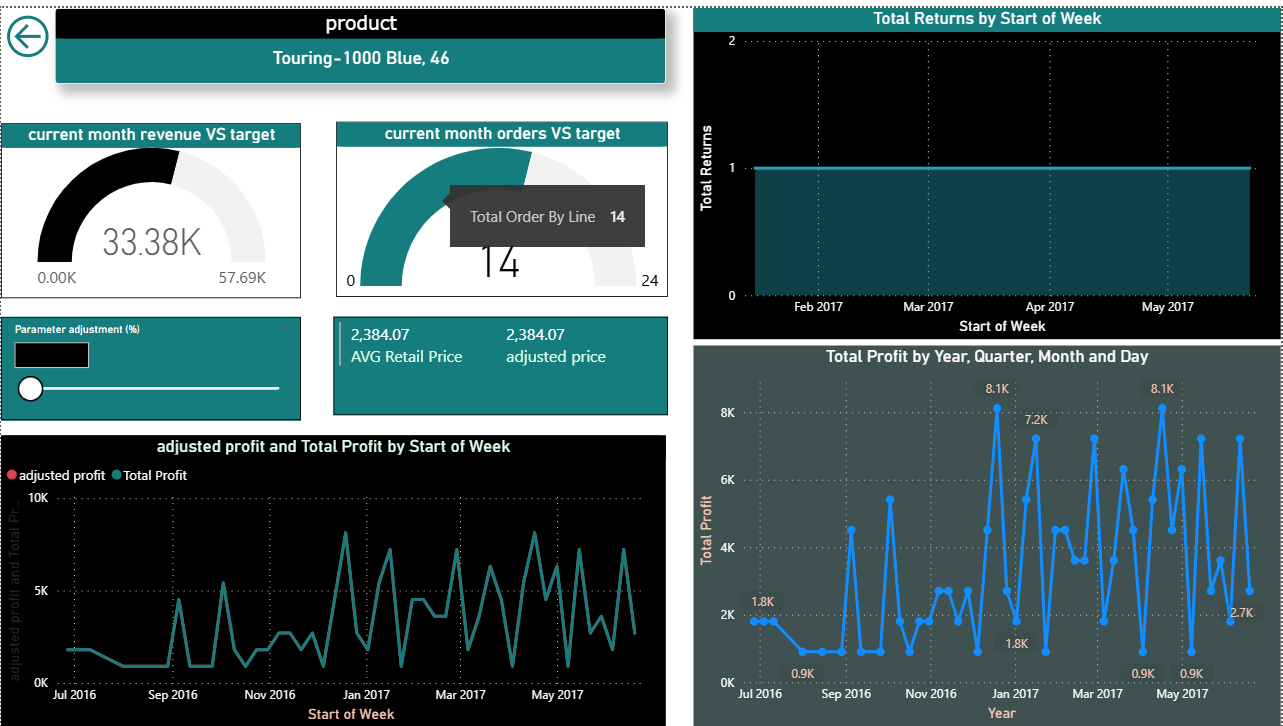 product
Touring-1000 Blue, 46
current month revenue VS target
33.38K
0.00K
57.69K
current month orders VS target
Total Order By Line 14
14
0
24
Parameter adjustment (%)
2,384.07
AVG Retail Price
2,384.07
adjusted price
adjusted profit and Total Profit by Start of Week
adjusted profit Total Profit
adjusted profit and Total Pr...
10K
5K
0K
Jul 2016 Sep 2016 Nov 2016 Jan 2017 Mar 2017 May 2017
Start of Week
Total Returns by Start of Week
Total Returns
2
1
0
Feb 2017 Mar 2017 Apr 2017 May 2017
Start of Week
Total Profit by Year, Quarter, Month and Day
Total Profit
8K
6K
4K
2K
0K
1.8K
0.9K
8.1K
7.2K
1.8K
8.1K
0.9K
0.9K
2.7K
Jul 2016 Sep 2016 Nov 2016 Jan 2017 Mar 2017 May 2017
Year